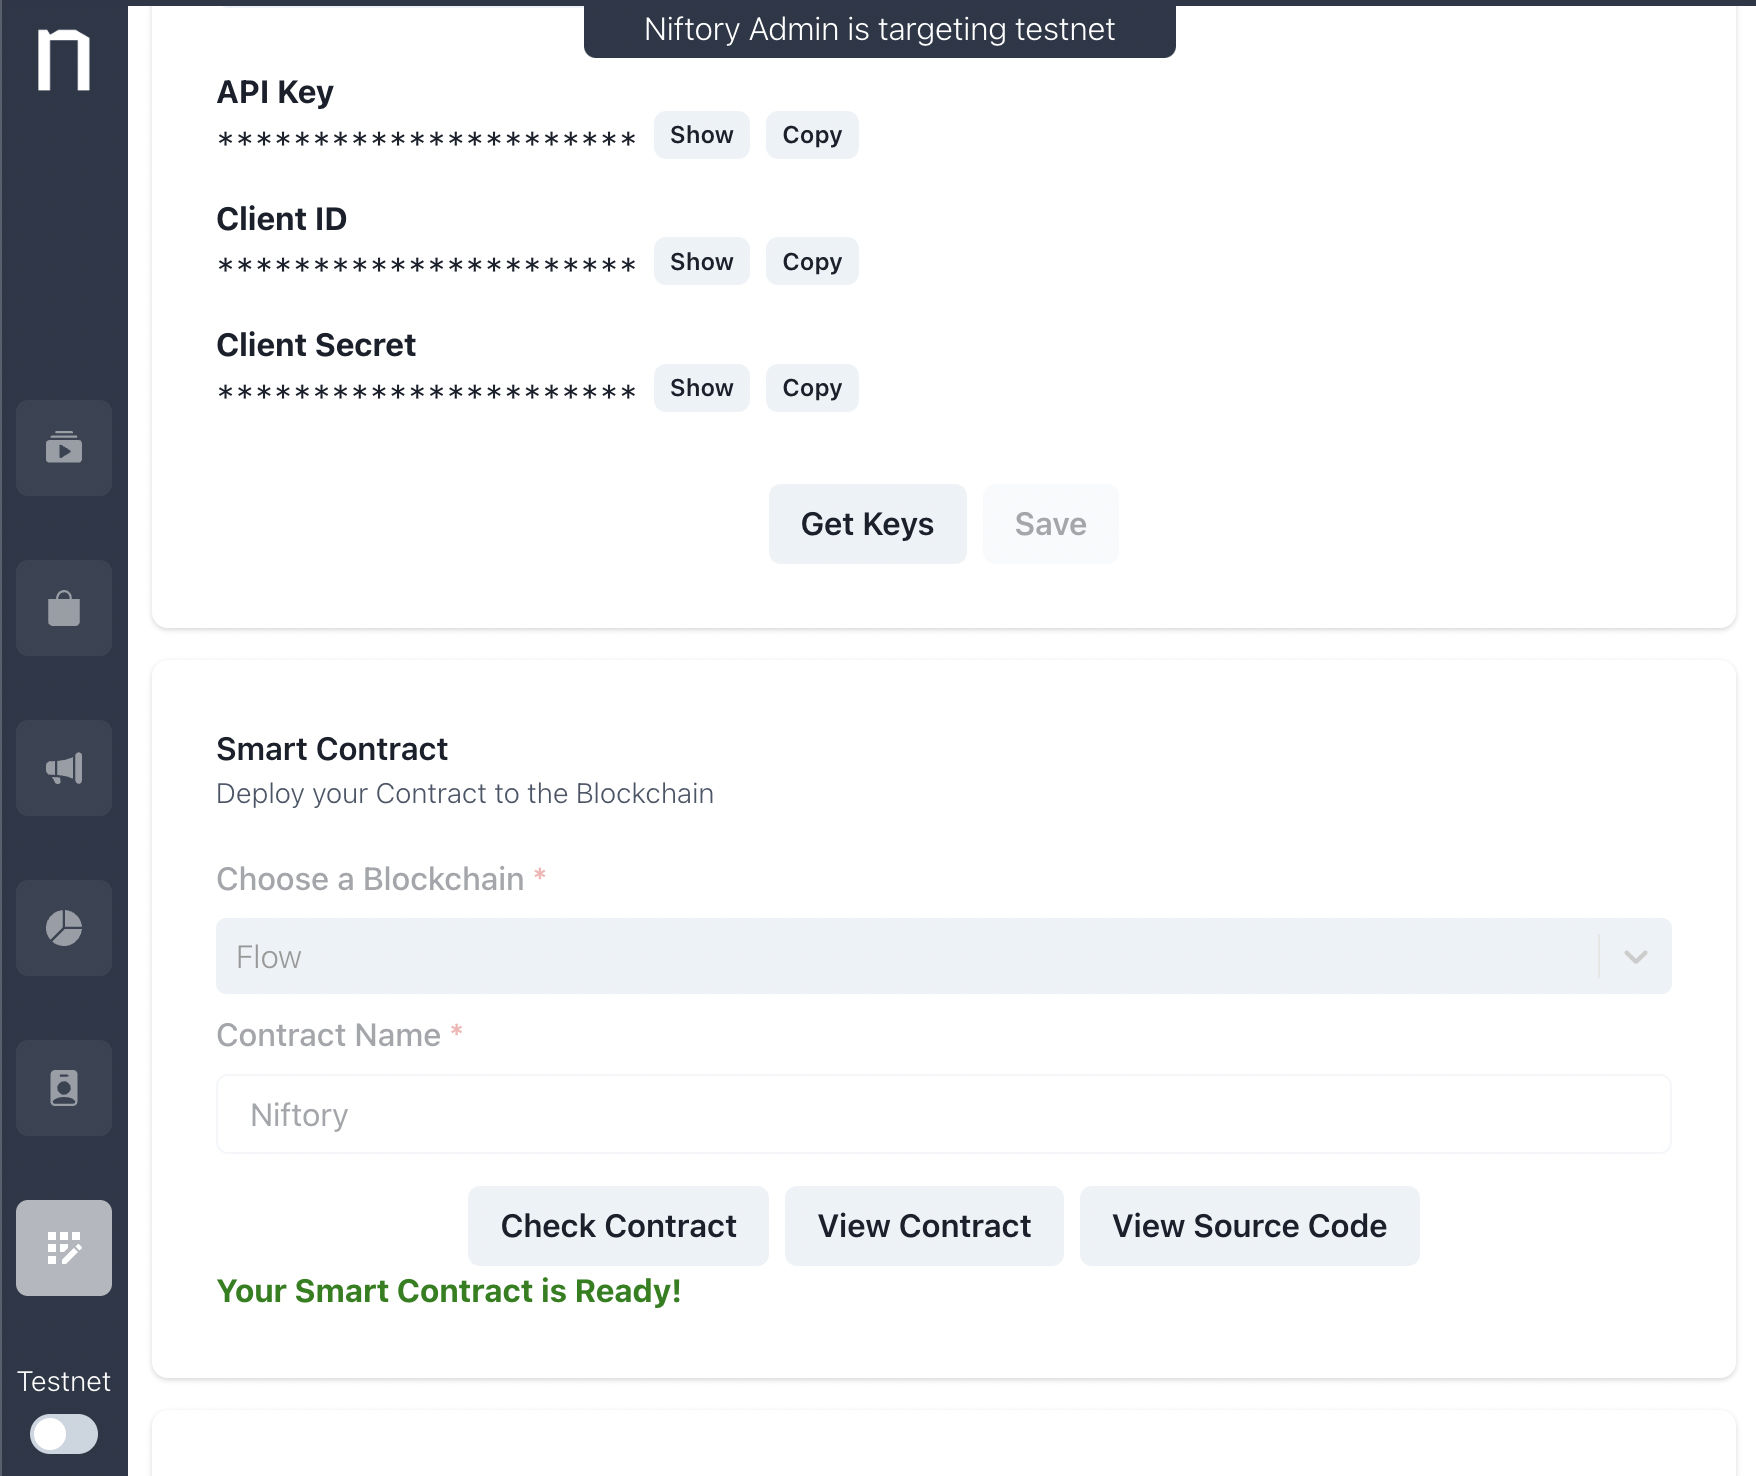 n
Niftory Admin is targeting testnet
API Key
********************** Show Copy
Client ID
********************** Show Copy
Client Secret
********************** Show Copy
Get Keys Save
Smart Contract
Deploy your Contract to the Blockchain
Choose a Blockchain *
Flow
Contract Name *
Niftory
Check Contract View Contract View Source Code
Your Smart Contract is Ready!
Testnet